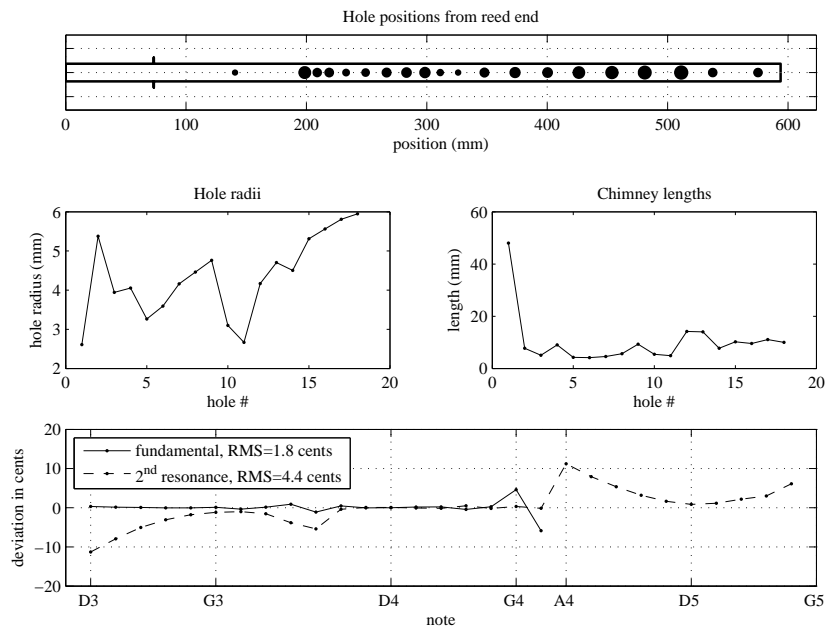 Hole positions from reed end
0 100 200 300 400 500 600
position (mm)
Hole radii
6
5
4
3
2
hole radius (mm)
0 5 10 15 20
hole #
Chimney lengths
60
40
20
0
length (mm)
0 5 10 15 20
hole #
20
10
0
−10
−20
deviation in cents
fundamental, RMS=1.8 cents
2nd resonance, RMS=4.4 cents
D3 G3 D4 G4 A4 D5 G5
note